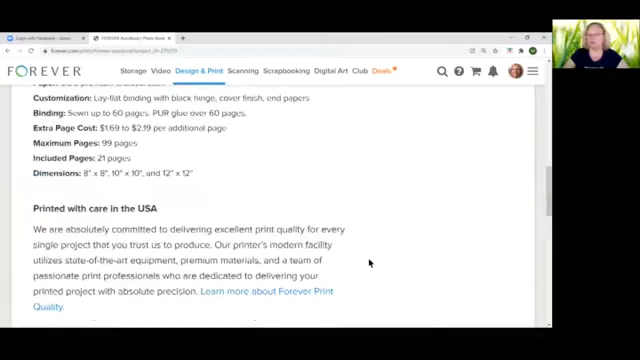 Login with Facebook - Zoom
FOREVER AutoBook | Photo Book
FOREVER
Storage Video Design & Print Scanning Scrapbooking Digital Art Club Deals
Customization: Lay-flat binding with black hinge, cover finish, end papers
Binding: Sewn up to 60 pages. PUR glue over 60 pages.
Extra Page Cost: $1.69 to $2.19 per additional page
Maximum Pages: 99 pages
Included Pages: 21 pages
Dimensions: 8" x 8", 10" x 10", and 12" x 12"
Printed with care in the USA
We are absolutely committed to delivering excellent print quality for every
single project that you trust us to produce. Our printer's modern facility
utilizes state-of-the-art equipment, premium materials, and a team of
passionate print professionals who are dedicated to delivering your
printed project with absolute precision. Learn more about Forever Print
Quality.